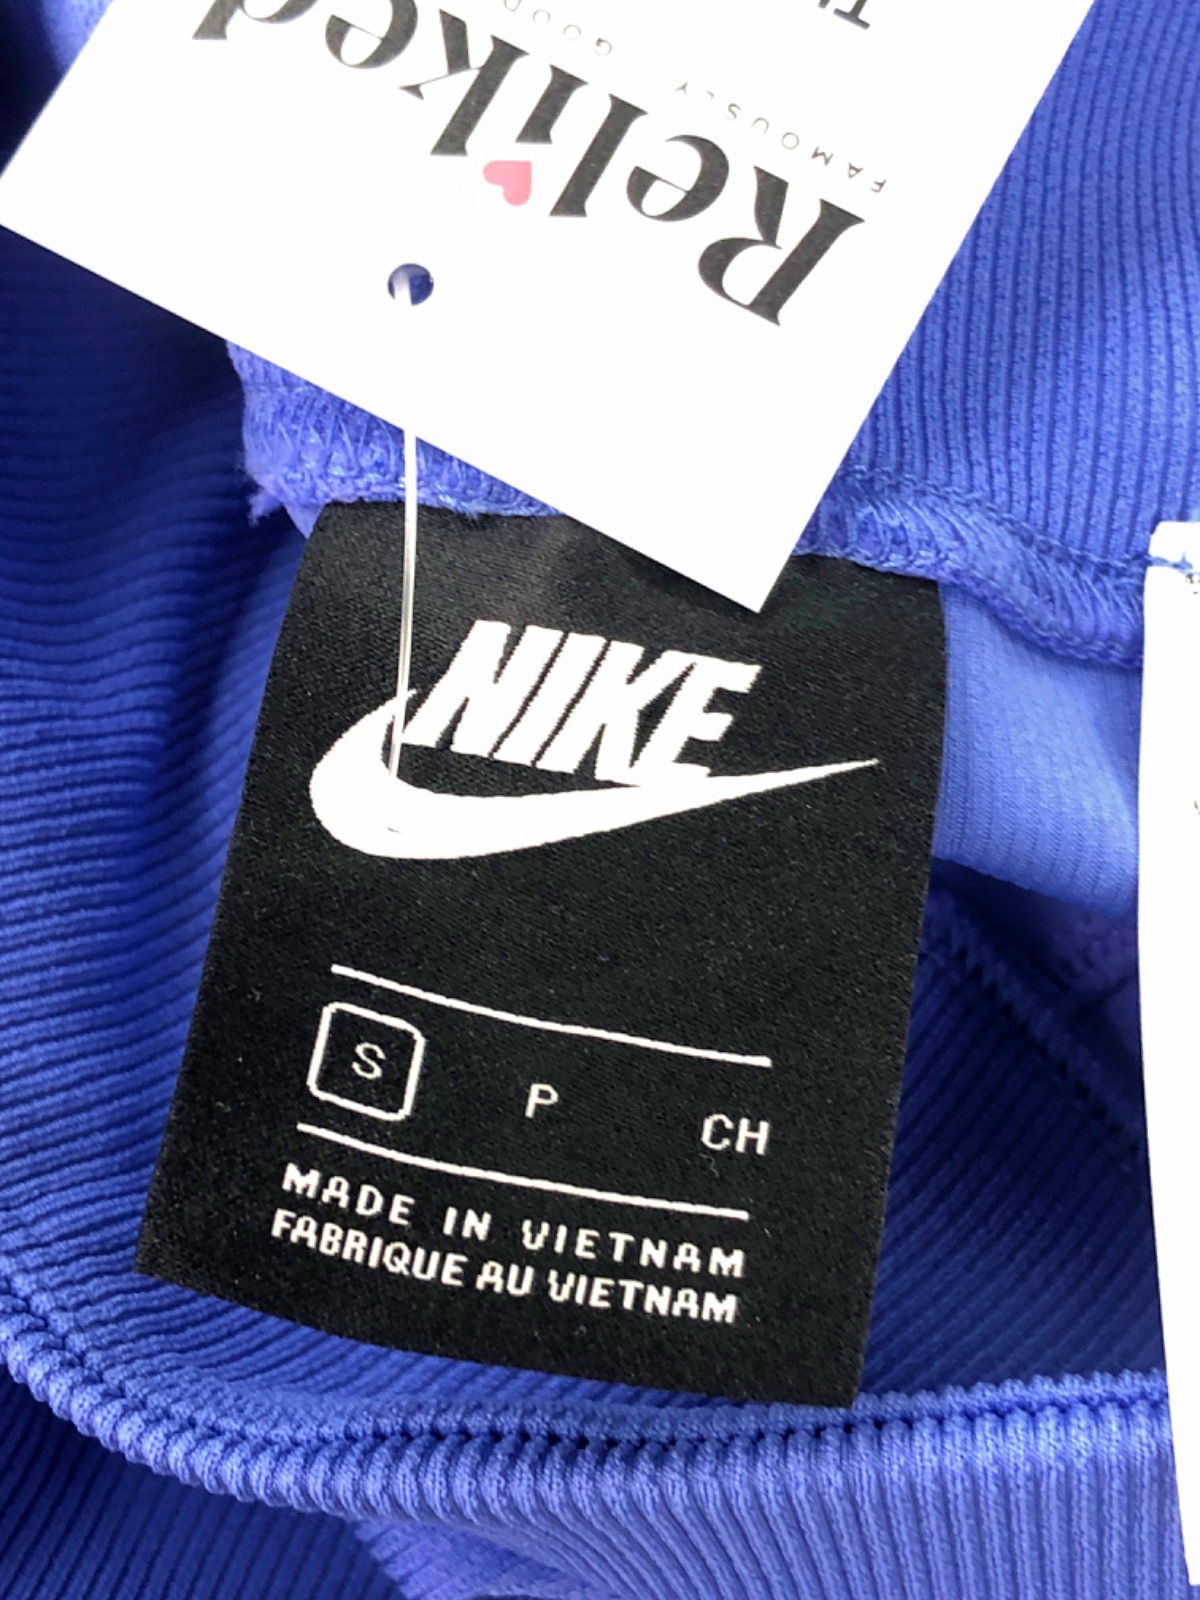 Reliked
FAMOUSLY GOOD
NIKE
S P CH
MADE IN VIETNAM
FABRIQUE AU VIETNAM